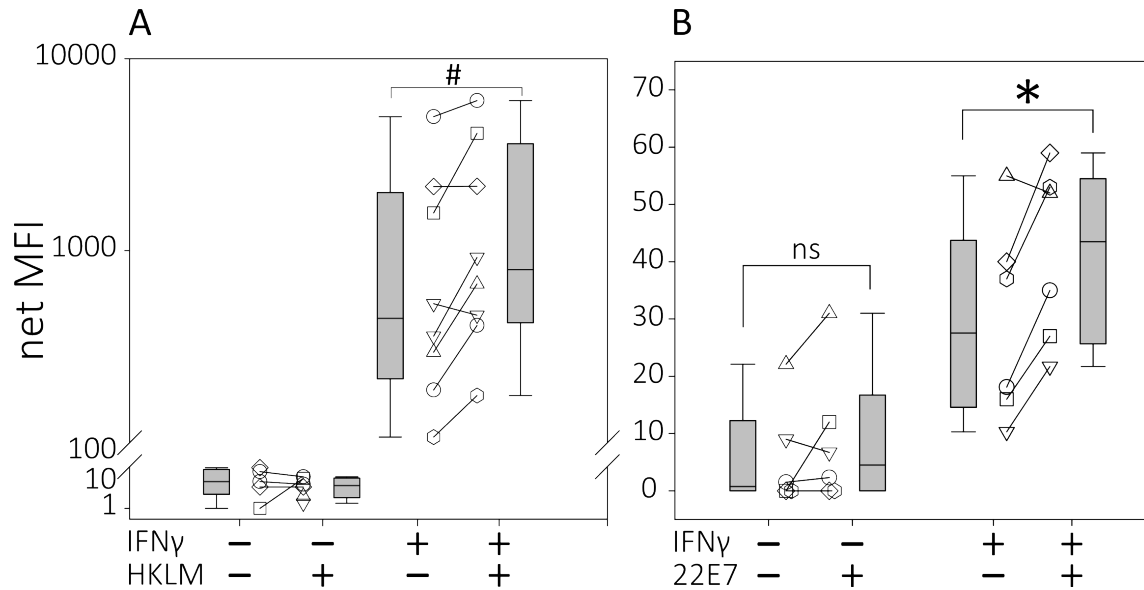 A
B
net MFI
10000
1000
100
10
1
#
IFNγ − − + +
HKLM − + − +
70
60
50
40
30
20
10
0
ns
*
IFNγ − − + +
22E7 − + − +